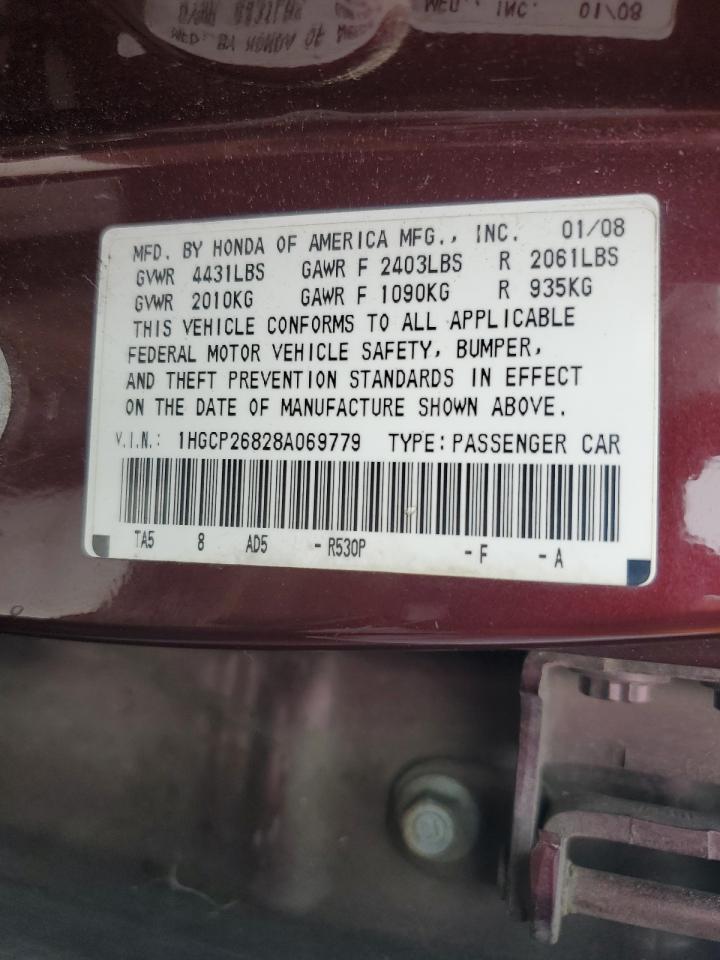 MFD. BY HONDA OF AMERICA MFG., INC. 01/08
GVWR 4431LBS GAWR F 2403LBS R 2061LBS
GVWR 2010KG GAWR F 1090KG R 935KG
THIS VEHICLE CONFORMS TO ALL APPLICABLE
FEDERAL MOTOR VEHICLE SAFETY, BUMPER,
AND THEFT PREVENTION STANDARDS IN EFFECT
ON THE DATE OF MANUFACTURE SHOWN ABOVE.
V.I.N.: 1HGCP26828A069779 TYPE: PASSENGER CAR
TA5 8 AD5 - R530P - F - A